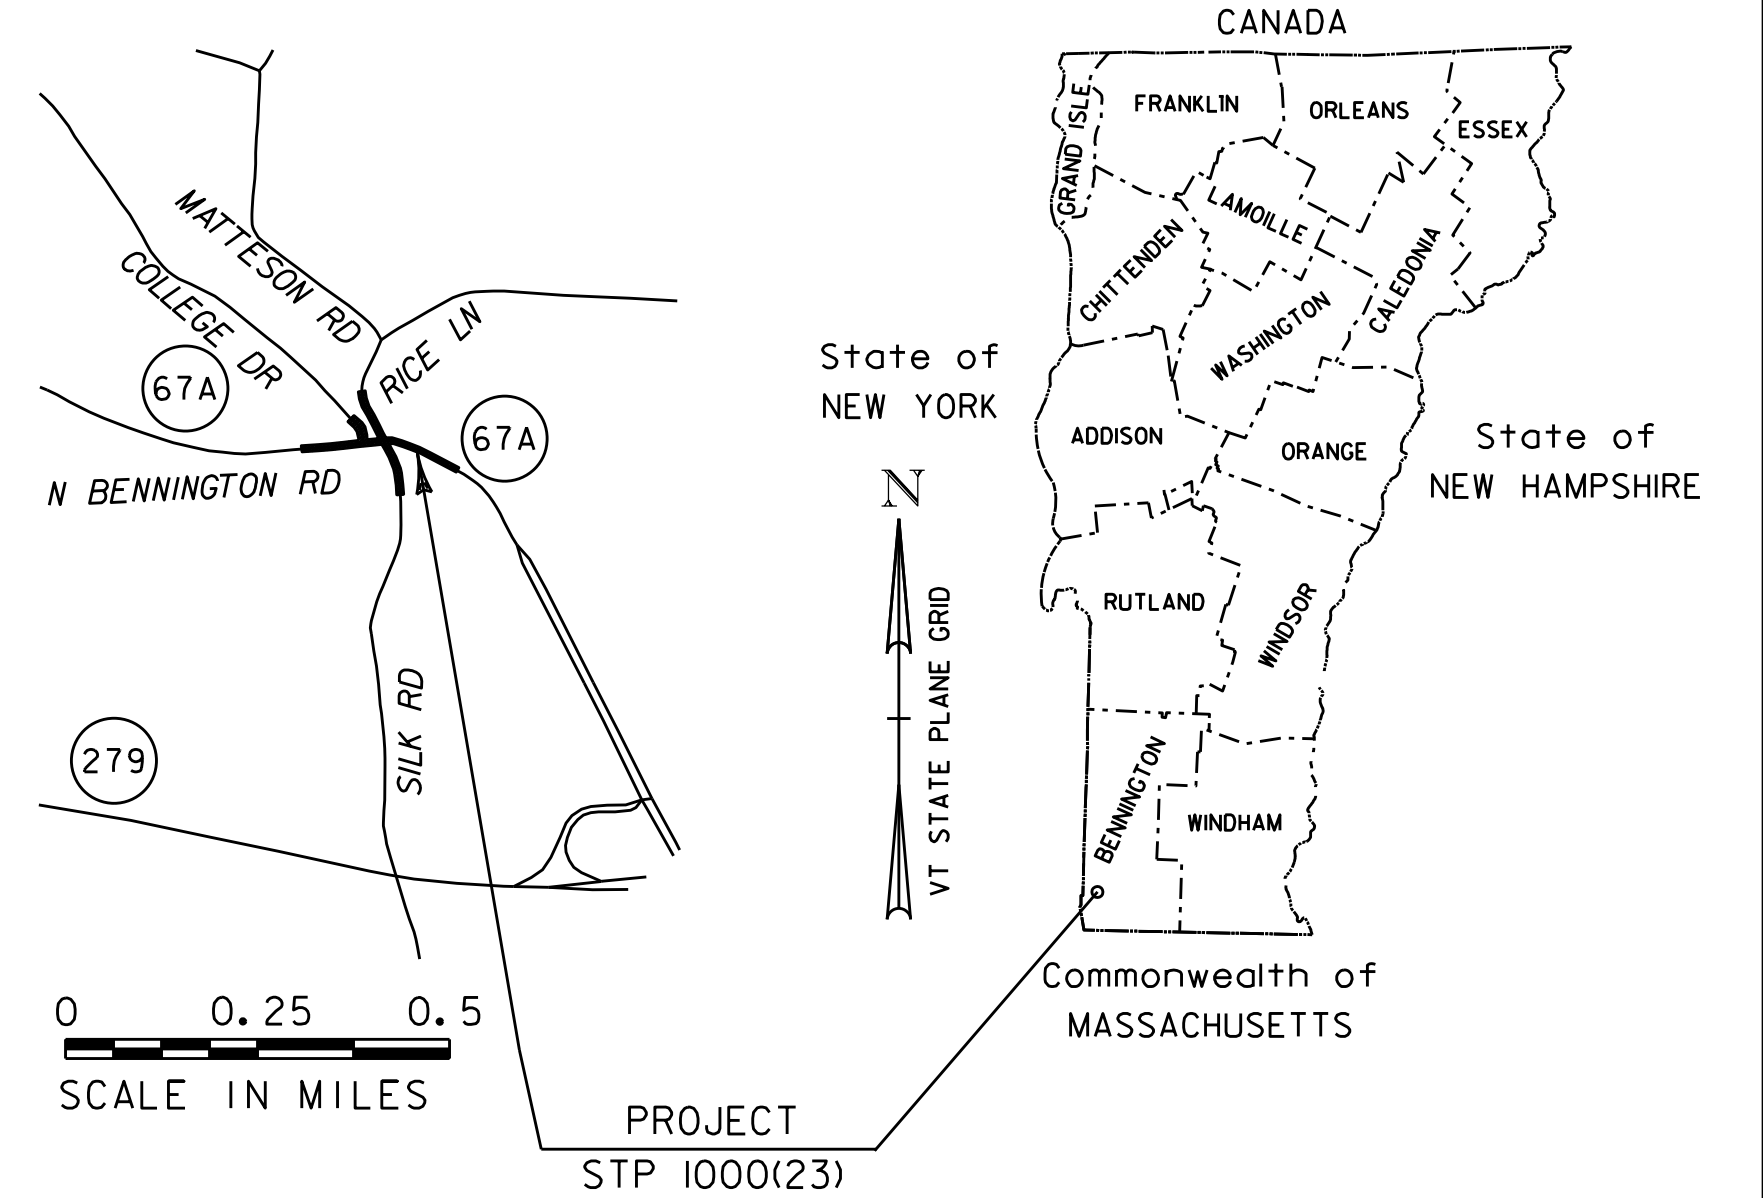 CANADA
FRANKLIN
ORLEANS
ESSEX
GRAND ISLE
LAMOILLE
CHITTENDEN
CALEDONIA
WASHINGTON
ADDISON
ORANGE
RUTLAND
WINDSOR
BENNINGTON
WINDHAM
State of
NEW YORK
State of
NEW HAMPSHIRE
Commonwealth of
MASSACHUSETTS
MATTESON RD
COLLEGE DR
RICE LN
67A
67A
N BENNINGTON RD
SILK RD
279
N
VT STATE PLANE GRID
0 0.25 0.5
SCALE IN MILES
PROJECT
STP 1000(23)